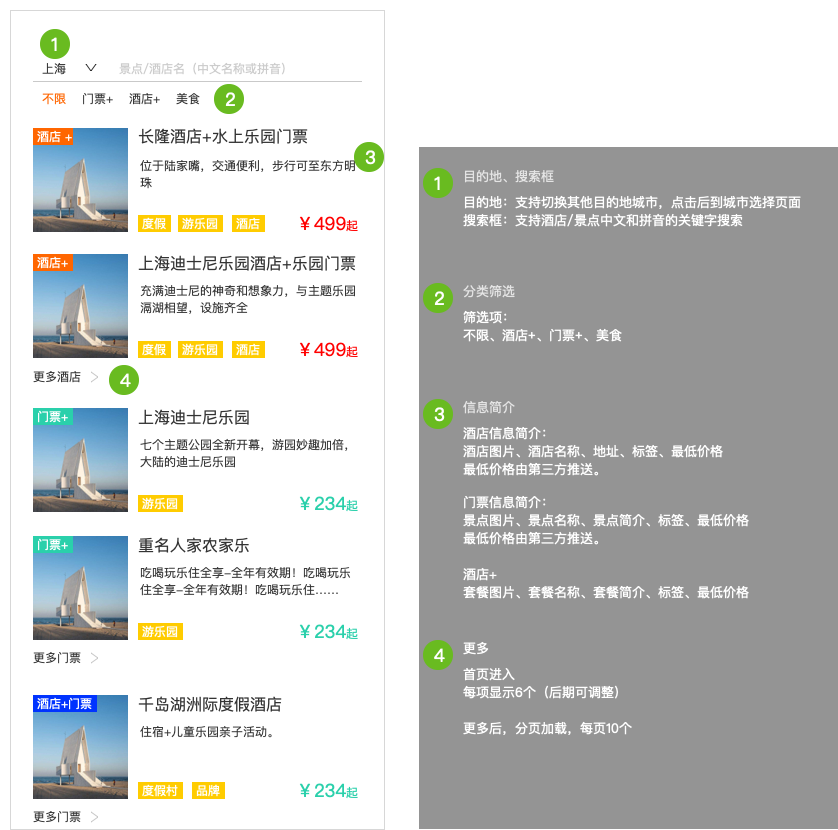 1
上海
景点/酒店名（中文名称或拼音）
不限 门票+ 酒店+ 美食 2
酒店 +
长隆酒店+水上乐园门票
3
位于陆家嘴，交通便利，步行可至东方明
珠
度假 游乐园 酒店 ¥ 499起
酒店+
上海迪士尼乐园酒店+乐园门票
充满迪士尼的神奇和想象力，与主题乐园
滆湖相望，设施齐全
度假 游乐园 酒店 ¥ 499起
更多酒店 4
门票+
上海迪士尼乐园
七个主题公园全新开幕，游园妙趣加倍，
大陆的迪士尼乐园
游乐园 ¥ 234起
门票+
重名人家农家乐
吃喝玩乐住全享-全年有效期！吃喝玩乐
住全享-全年有效期！吃喝玩乐住……
游乐园 ¥ 234起
更多门票
酒店+门票
千岛湖洲际度假酒店
住宿+儿童乐园亲子活动。
度假村 品牌 ¥ 234起
更多门票
1 目的地、搜索框
目的地：支持切换其他目的地城市，点击后到城市选择页面
搜索框：支持酒店/景点中文和拼音的关键字搜索
2 分类筛选
筛选项：
不限、酒店+、门票+、美食
3 信息简介
酒店信息简介：
酒店图片、酒店名称、地址、标签、最低价格
最低价格由第三方推送。
门票信息简介：
景点图片、景点名称、景点简介、标签、最低价格
最低价格由第三方推送。
酒店+
套餐图片、套餐名称、套餐简介、标签、最低价格
4 更多
首页进入
每项显示6个（后期可调整）
更多后，分页加载，每页10个